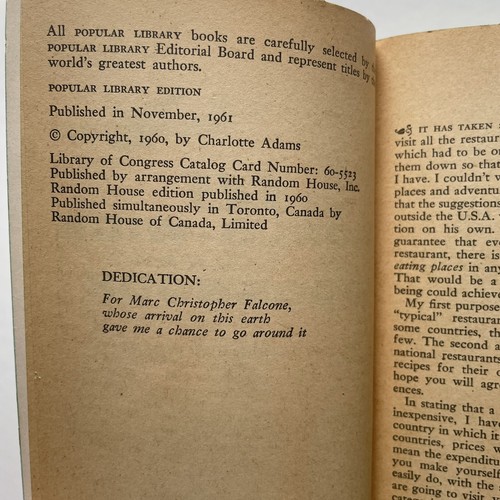 All POPULAR LIBRARY books are carefully selected by
POPULAR LIBRARY Editorial Board and represent titles by
world's greatest authors.
POPULAR LIBRARY EDITION
Published in November, 1961
© Copyright, 1960, by Charlotte Adams
Library of Congress Catalog Card Number: 60-5523
Published by arrangement with Random House, Inc.
Random House edition published in 1960
Published simultaneously in Toronto, Canada by
Random House of Canada, Limited
DEDICATION:
For Marc Christopher Falcone,
whose arrival on this earth
gave me a chance to go around it
IT HAS TAKEN
visit all the restaur
which had to be or
them down so that
I have. I couldn't v
places and adventu
that the suggestions
outside the U.S.A.
tion on his own.
guarantee that eve
restaurant, there is
eating places in an
That would be a
being could achieve
My first purpose
"typical" restaurar
some countries, th
few. The second a
national restaurants
recipes for their
hope you will agre
ences.
In stating that a
inexpensive, I hav
country in which it
countries, prices w
mean the expenditu
you make yourself
easily do, with the
are going to visit